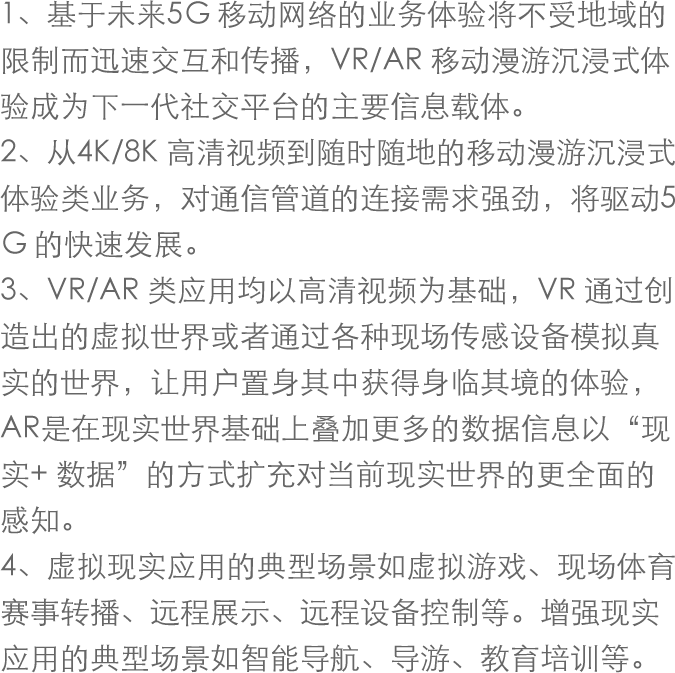 1、基于未来5G 移动网络的业务体验将不受地域的
限制而迅速交互和传播，VR/AR 移动漫游沉浸式体
验成为下一代社交平台的主要信息载体。
2、从4K/8K 高清视频到随时随地的移动漫游沉浸式
体验类业务，对通信管道的连接需求强劲，将驱动5
G 的快速发展。
3、VR/AR 类应用均以高清视频为基础，VR 通过创
造出的虚拟世界或者通过各种现场传感设备模拟真
实的世界，让用户置身其中获得身临其境的体验，
AR是在现实世界基础上叠加更多的数据信息以“现
实+ 数据”的方式扩充对当前现实世界的更全面的
感知。
4、虚拟现实应用的典型场景如虚拟游戏、现场体育
赛事转播、远程展示、远程设备控制等。增强现实
应用的典型场景如智能导航、导游、教育培训等。